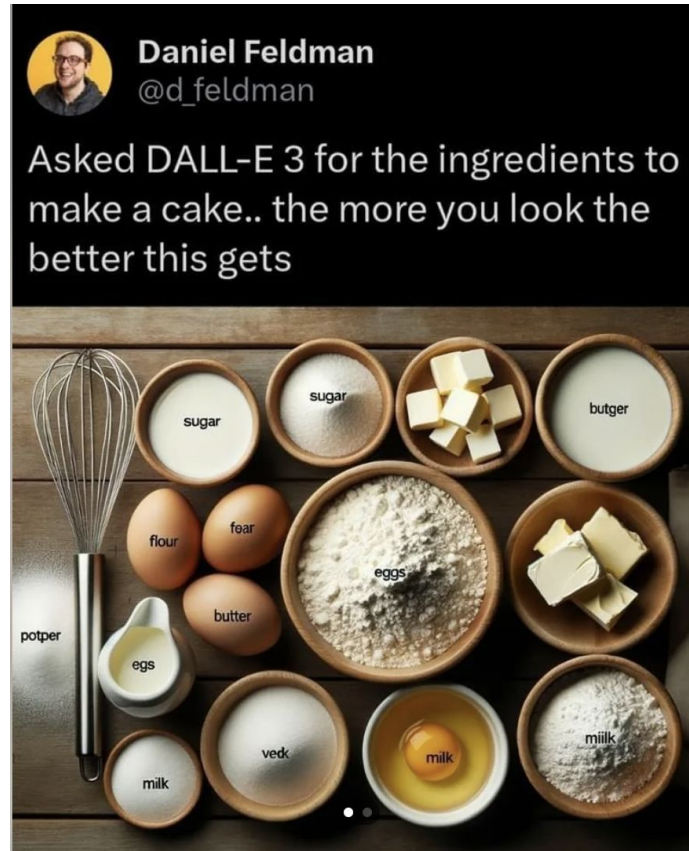 Daniel Feldman
@d_feldman
Asked DALL-E 3 for the ingredients to
make a cake.. the more you look the
better this gets
sugar
sugar
butger
flour
fear
butter
eggs
potper
egs
milk
vedk
milk
miilk